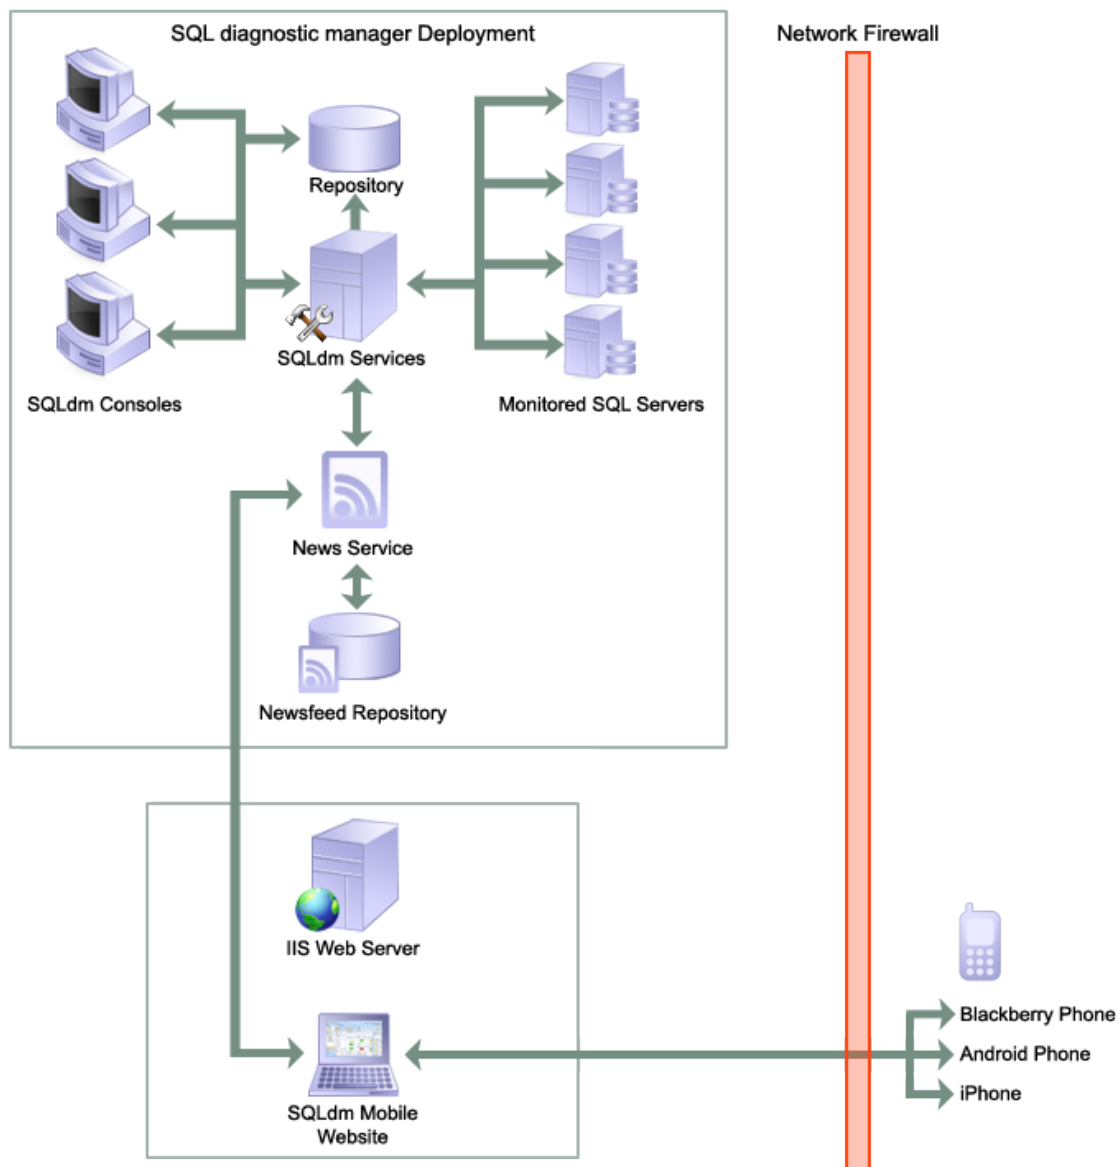 SQL diagnostic manager Deployment
Network Firewall
Repository
SQLdm Services
SQLdm Consoles
Monitored SQL Servers
News Service
Newsfeed Repository
IIS Web Server
Blackberry Phone
Android Phone
iPhone
SQLdm Mobile
Website